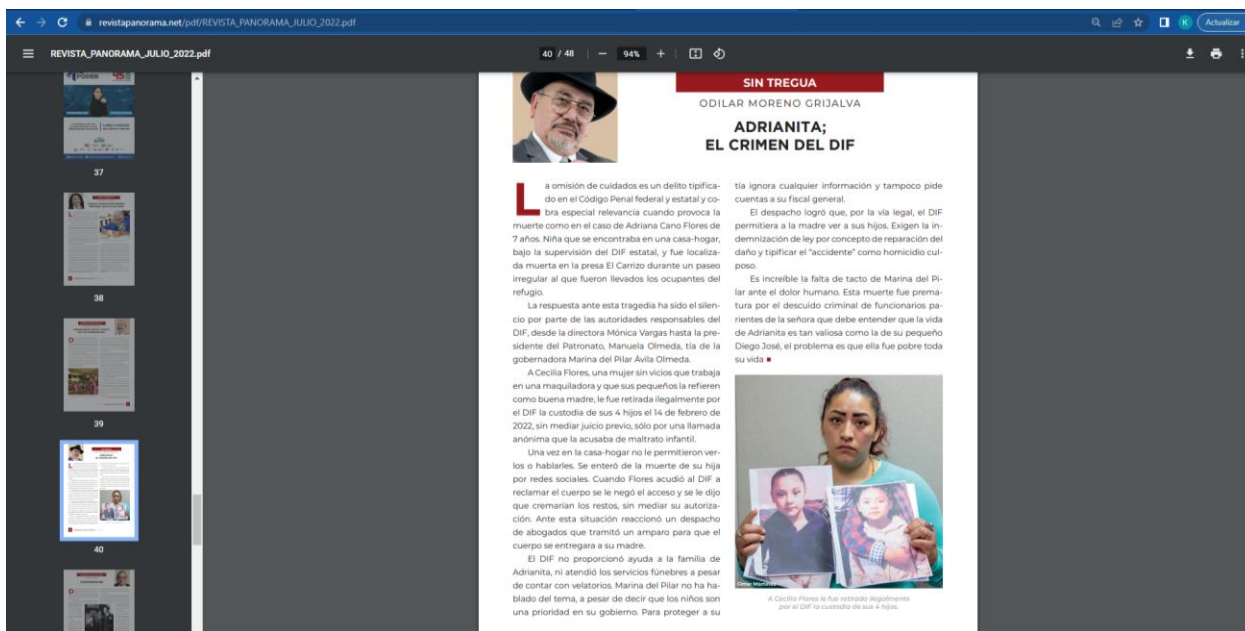 revistapanorama.net/pdf/REVISTA_PANORAMA_JULIO_2022.pdf
K
Actualizar
REVISTA_PANORAMA_JULIO_2022.pdf
40 / 48
94%
37
38
39
40
SIN TREGUA
ODILAR MORENO GRIJALVA
ADRIANITA;
EL CRIMEN DEL DIF
La omisión de cuidados es un delito tipifica-
do en el Código Penal federal y estatal y co-
bra especial relevancia cuando provoca la
muerte como en el caso de Adriana Cano Flores de
7 años. Niña que se encontraba en una casa-hogar,
bajo la supervisión del DIF estatal, y fue localiza-
da muerta en la presa El Carrizo durante un paseo
irregular al que fueron llevados los ocupantes del
refugio.
La respuesta ante esta tragedia ha sido el silen-
cio por parte de las autoridades responsables del
DIF, desde la directora Mónica Vargas hasta la pre-
sidente del Patronato, Manuela Olmeda, tía de la
gobernadora Marina del Pilar Ávila Olmeda.
A Cecilia Flores, una mujer sin vicios que trabaja
en una maquiladora y que sus pequeños la refieren
como buena madre, le fue retirada ilegalmente por
el DIF la custodia de sus 4 hijos el 14 de febrero de
2022, sin mediar juicio previo, sólo por una llamada
anónima que la acusaba de maltrato infantil.
Una vez en la casa-hogar no le permitieron ver-
los o hablarles. Se enteró de la muerte de su hija
por redes sociales. Cuando Flores acudió al DIF a
reclamar el cuerpo se le negó el acceso y se le dijo
que cremarían los restos, sin mediar su autoriza-
ción. Ante esta situación reaccionó un despacho
de abogados que tramitó un amparo para que el
cuerpo se entregara a su madre.
El DIF no proporcionó ayuda a la familia de
Adrianita, ni atendió los servicios fúnebres a pesar
de contar con velatorios. Marina del Pilar no ha ha-
blado del tema, a pesar de decir que los niños son
una prioridad en su gobierno. Para proteger a su
tía ignora cualquier información y tampoco pide
cuentas a su fiscal general.
El despacho logró que, por la vía legal, el DIF
permitiera a la madre ver a sus hijos. Exigen la in-
demnización de ley por concepto de reparación del
daño y tipificar el "accidente" como homicidio cul-
poso.
Es increíble la falta de tacto de Marina del Pi-
lar ante el dolor humano. Esta muerte fue prema-
tura por el descuido criminal de funcionarios pa-
rientes de la señora que debe entender que la vida
de Adrianita es tan valiosa como la de su pequeño
Diego José, el problema es que ella fue pobre toda
su vida
Omar Martínez
A Cecilia Flores le fue retirada ilegalmente
por el DIF la custodia de sus 4 hijos.